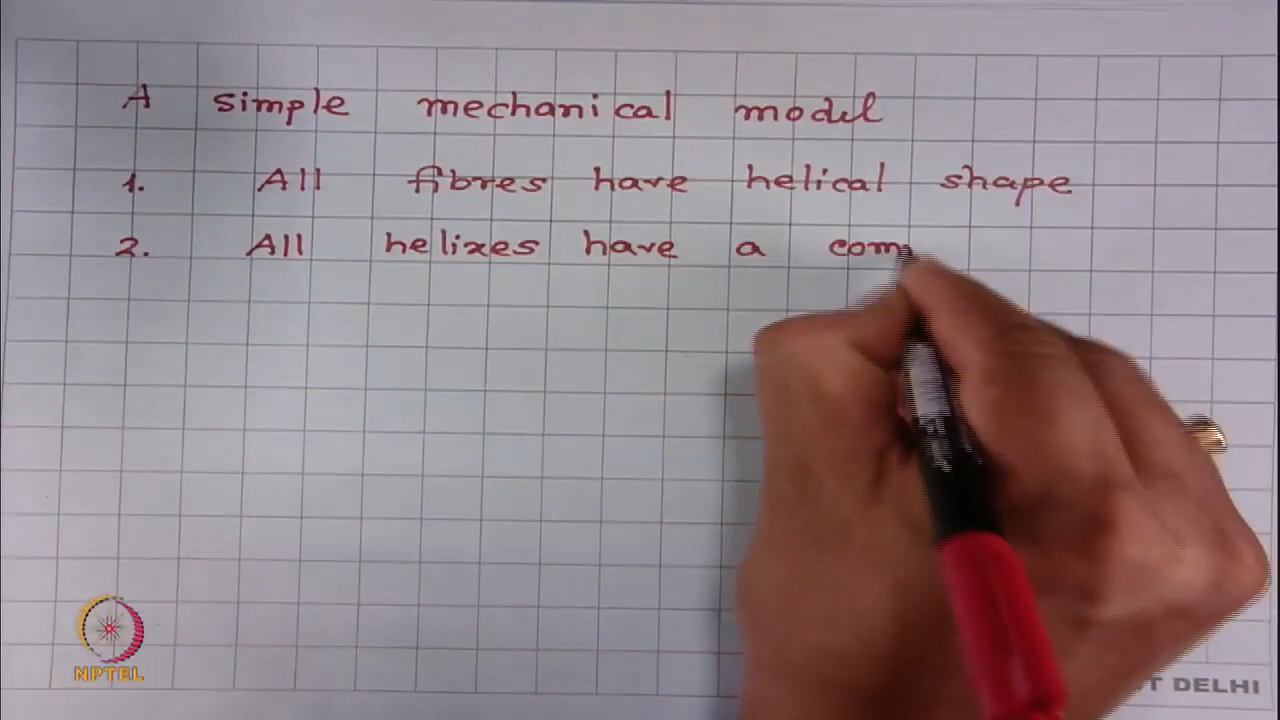 A simple mechanical model
1. All fibres have helical shape
2. All helixes have a com
NPTEL
T DELHI